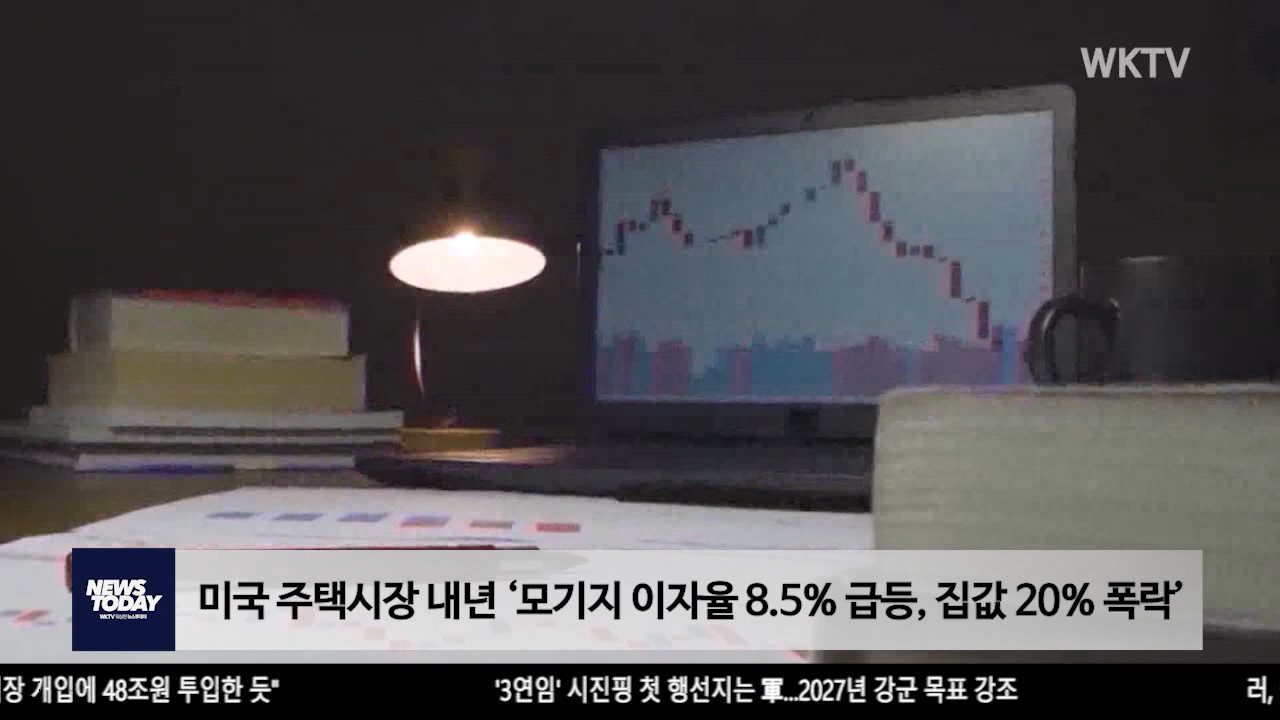 WKTV
NEWS
TODAY
미국 주택시장 내년 ‘모기지 이자율 8.5% 급등, 집값 20% 폭락’
장 개입에 48조원 투입한 듯" '3연임' 시진핑 첫 행선지는 軍...2027년 강군 목표 강조 러,